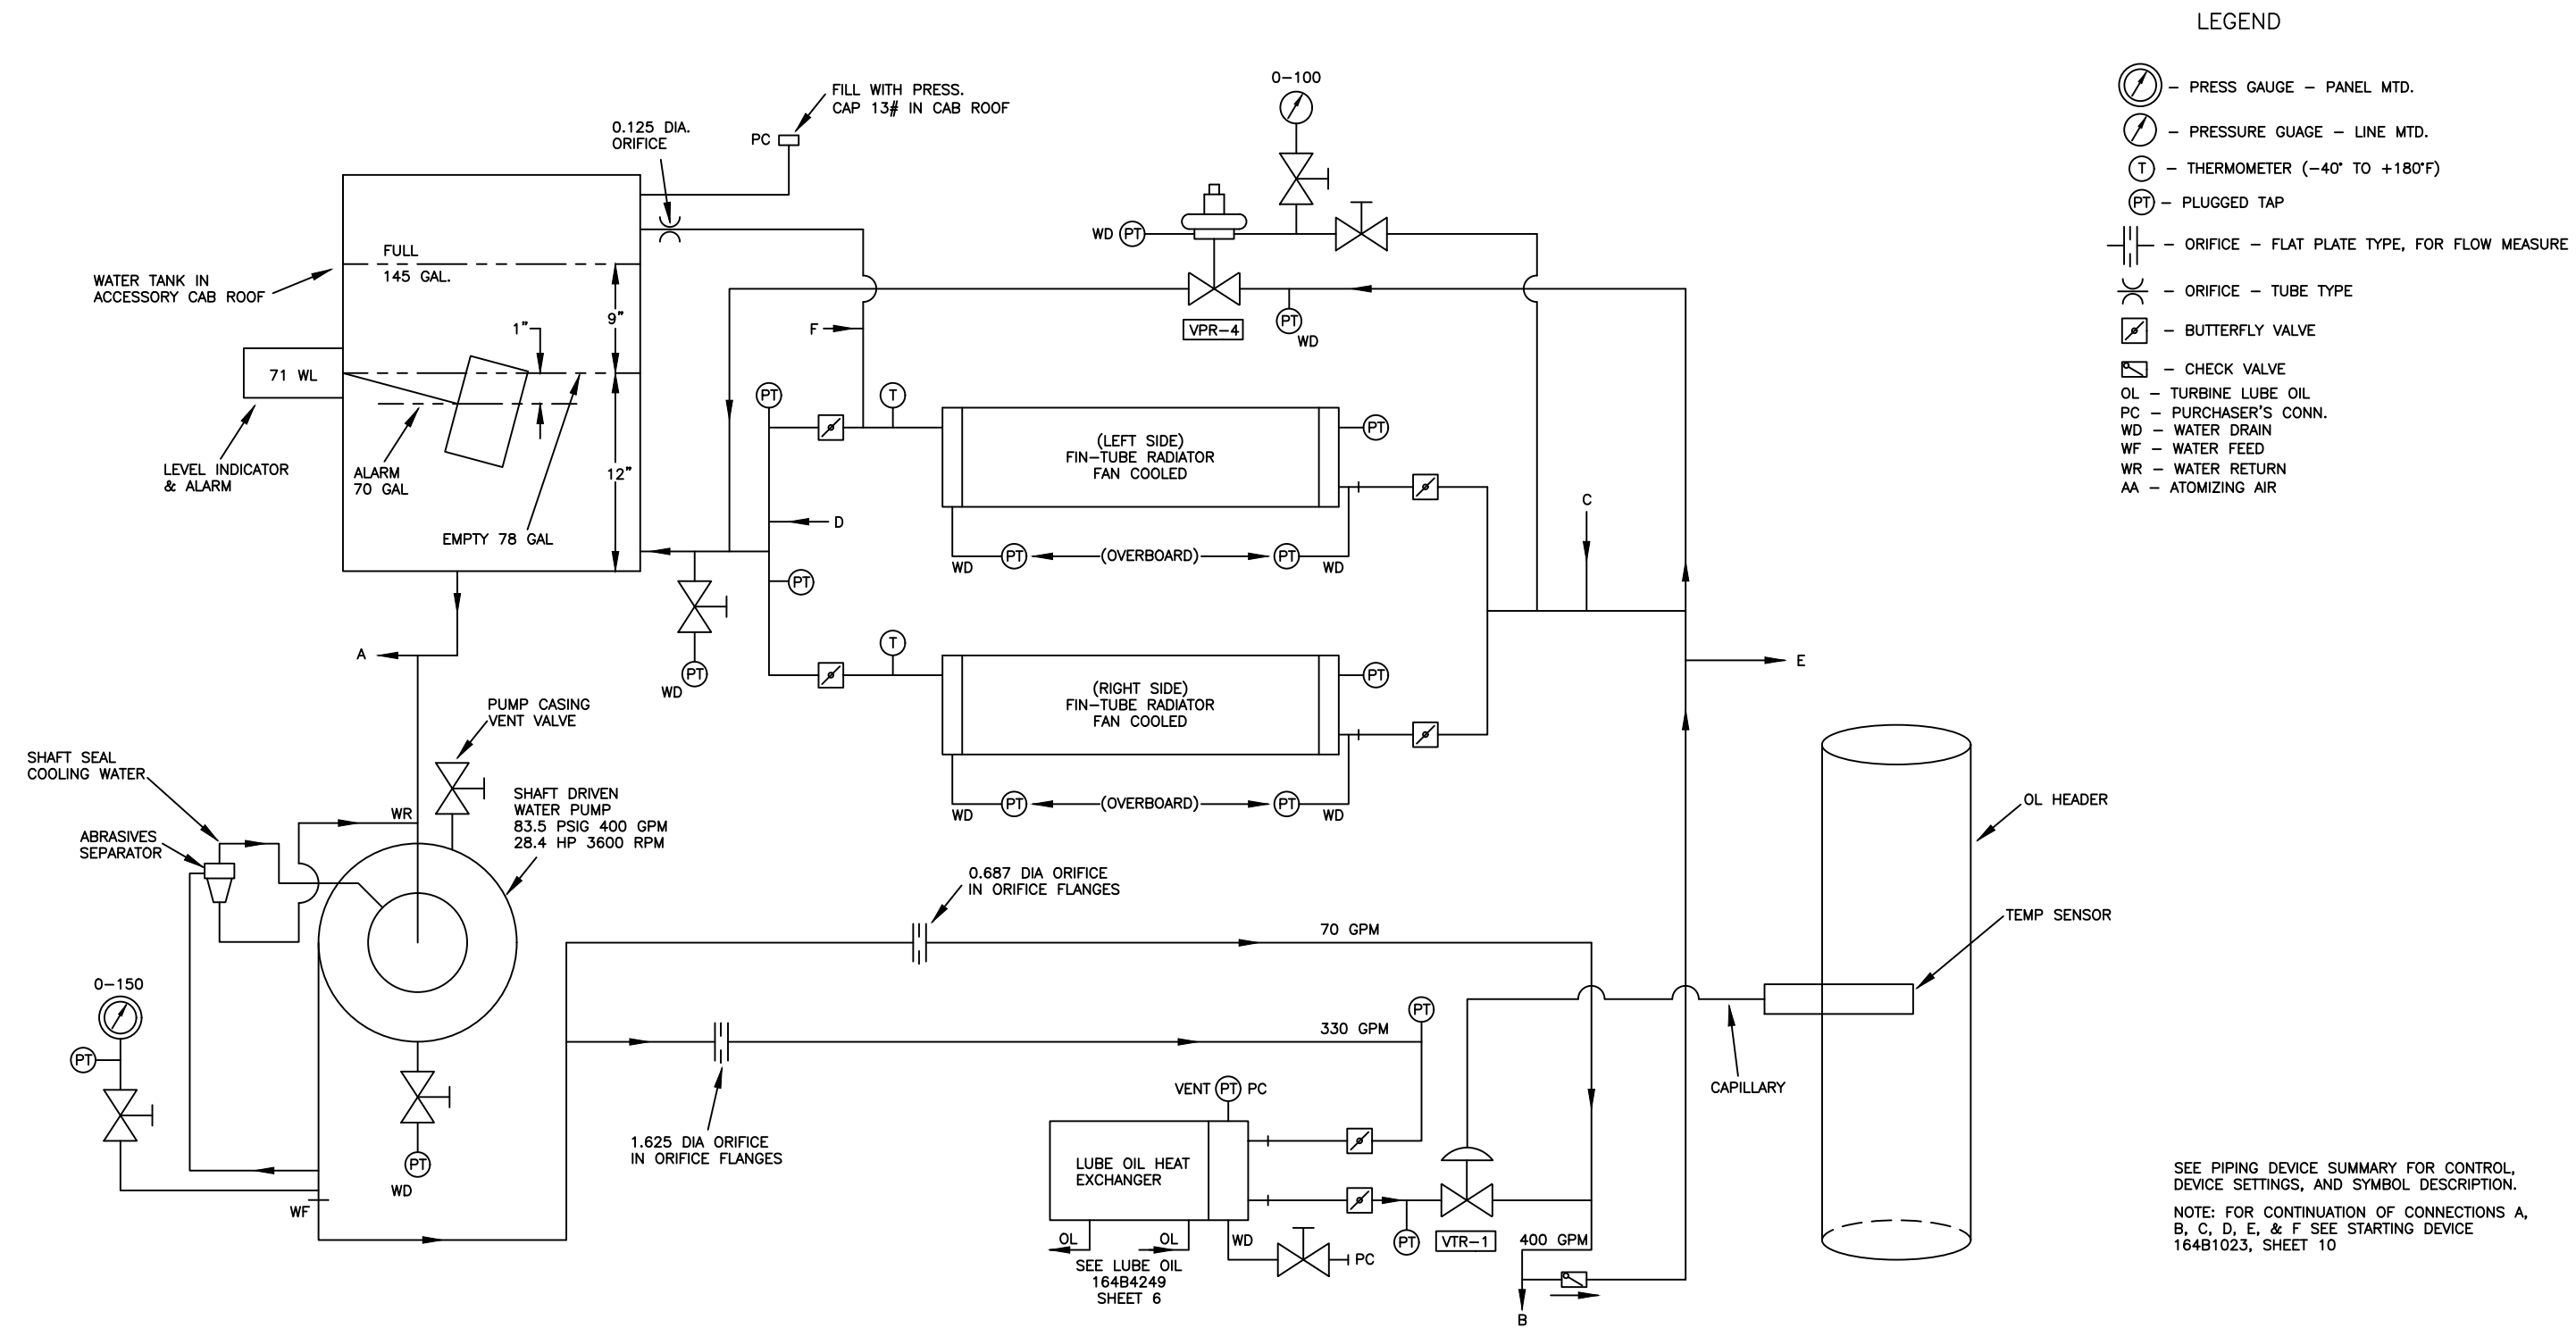 LEGEND
– PRESS GAUGE – PANEL MTD.
– PRESSURE GUAGE – LINE MTD.
T – THERMOMETER (–40° TO +180°F)
PT – PLUGGED TAP
– ORIFICE – FLAT PLATE TYPE, FOR FLOW MEASURE
– ORIFICE – TUBE TYPE
– BUTTERFLY VALVE
– CHECK VALVE
OL – TURBINE LUBE OIL
PC – PURCHASER'S CONN.
WD – WATER DRAIN
WF – WATER FEED
WR – WATER RETURN
AA – ATOMIZING AIR
FILL WITH PRESS.
CAP 13# IN CAB ROOF
PC
0.125 DIA.
ORIFICE
0–100
WD PT
VPR–4
PT
WD
FULL
145 GAL.
WATER TANK IN
ACCESSORY CAB ROOF
9"
1"
F
71 WL
12"
LEVEL INDICATOR
& ALARM
ALARM
70 GAL
EMPTY 78 GAL
PT
T
(LEFT SIDE)
FIN–TUBE RADIATOR
FAN COOLED
PT
D
C
PT
(OVERBOARD)
PT
WD
WD
PT
PT
WD
T
(RIGHT SIDE)
FIN–TUBE RADIATOR
FAN COOLED
PT
PT
(OVERBOARD)
PT
WD
WD
A
E
PUMP CASING
VENT VALVE
SHAFT SEAL
COOLING WATER
SHAFT DRIVEN
WATER PUMP
83.5 PSIG 400 GPM
28.4 HP 3600 RPM
WR
ABRASIVES
SEPARATOR
0.687 DIA ORIFICE
IN ORIFICE FLANGES
OL HEADER
TEMP SENSOR
70 GPM
0–150
PT
330 GPM
PT
CAPILLARY
VENT PT PC
1.625 DIA ORIFICE
IN ORIFICE FLANGES
PT
WD
WF
LUBE OIL HEAT
EXCHANGER
OL
OL
WD
PC
SEE LUBE OIL
164B4249
SHEET 6
PT
VTR–1
400 GPM
B
SEE PIPING DEVICE SUMMARY FOR CONTROL,
DEVICE SETTINGS, AND SYMBOL DESCRIPTION.
NOTE: FOR CONTINUATION OF CONNECTIONS A,
B, C, D, E, & F SEE STARTING DEVICE
164B1023, SHEET 10